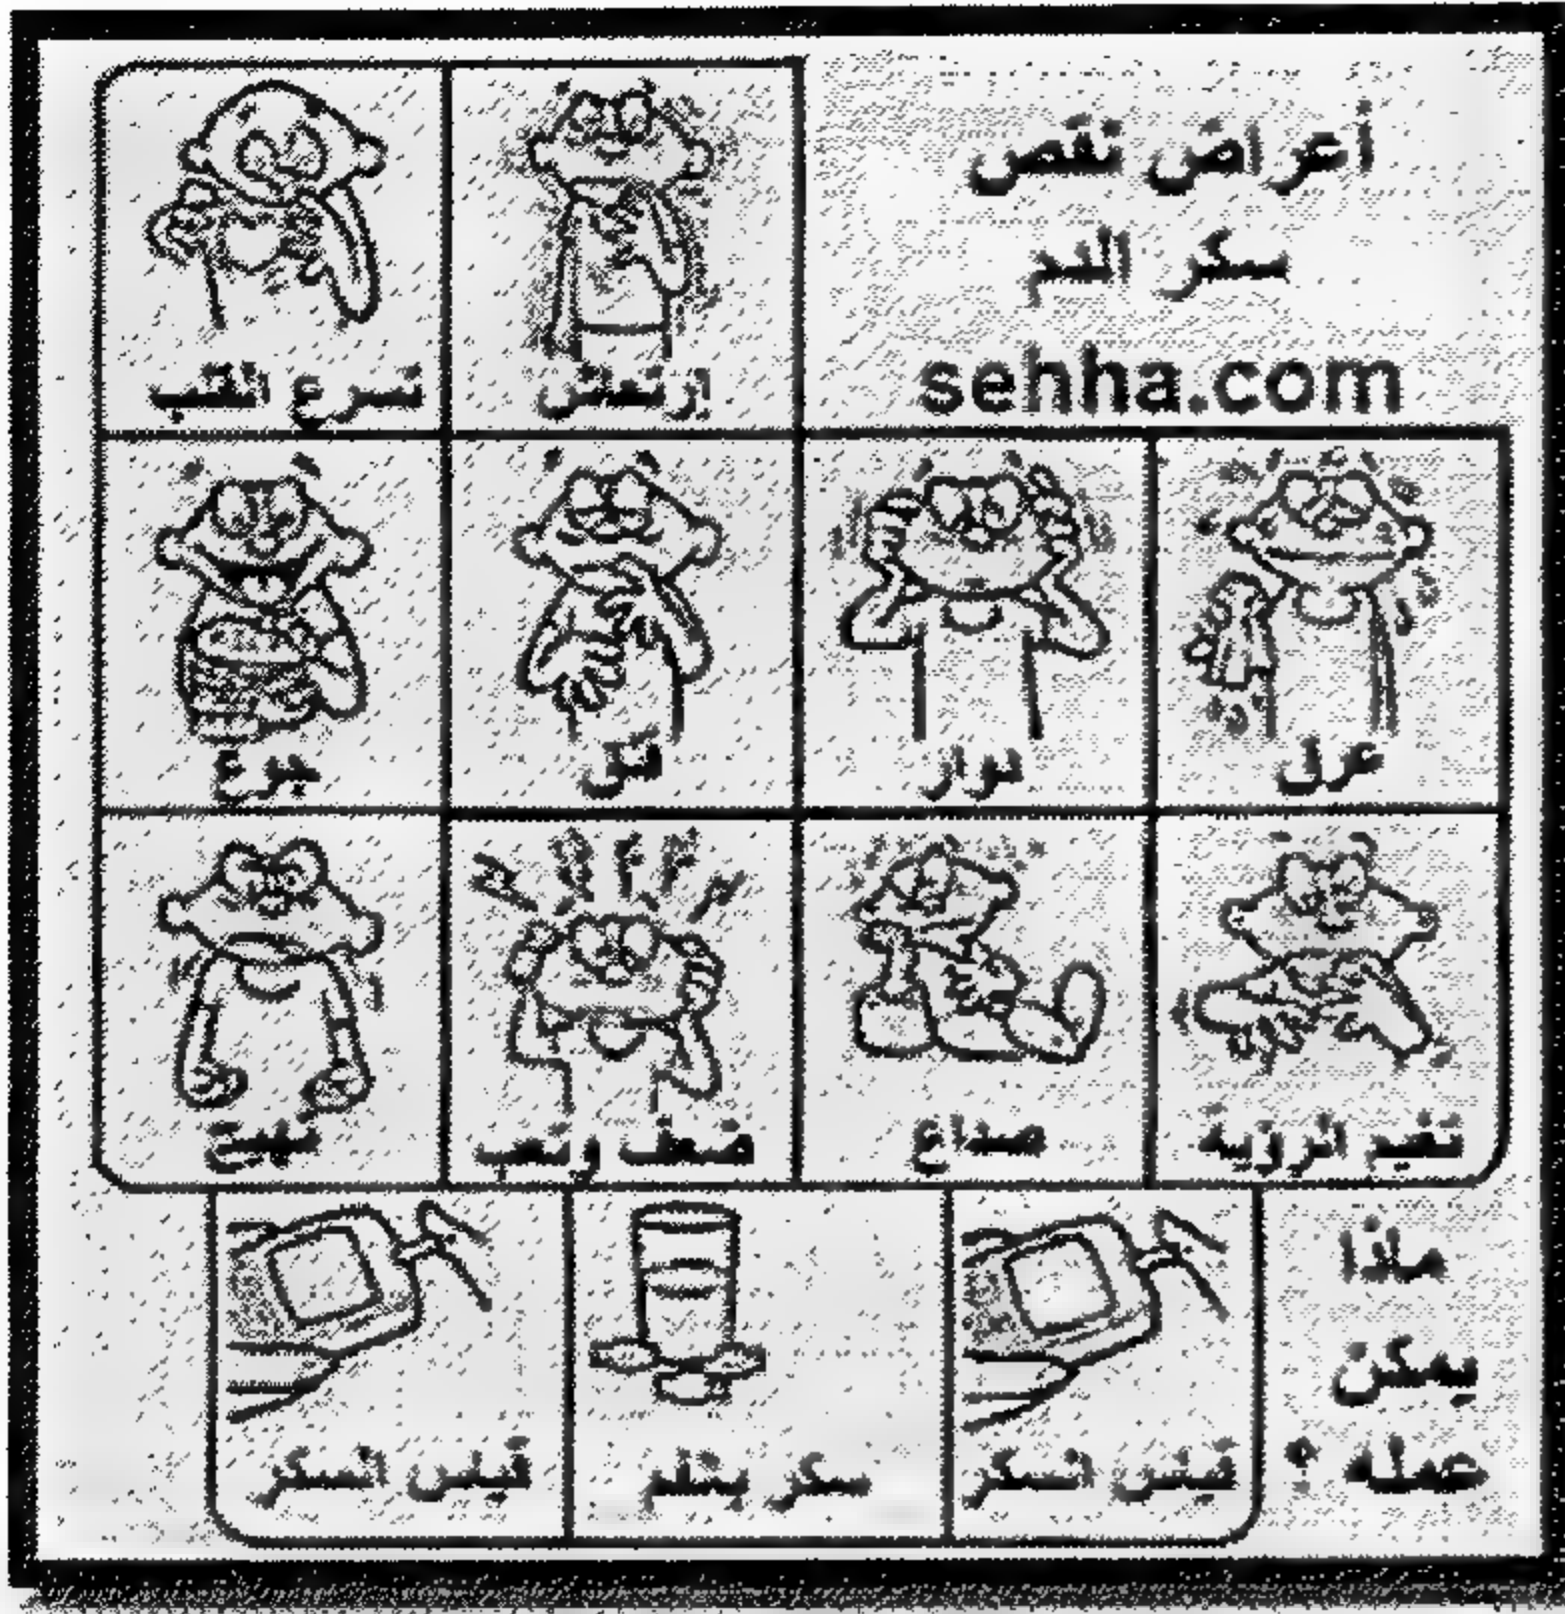 أعراض نقص
سكر الدم
sehha.com
إرتعاش
تسرع القلب
عرق
دوار
قلق
جوع
تغير الرؤية
صداع
ضعف وتعب
تهيج
ماذا
يمكن
عمله ؟
قياس السكر
سكر بفلم
قياس السكر